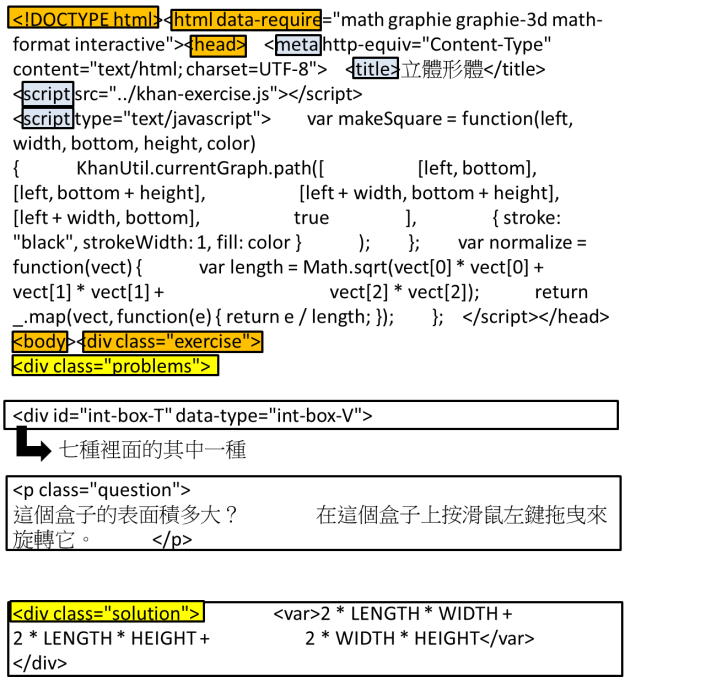 <!DOCTYPE html><html data-require="math graphie graphie-3d math-
format interactive"><head> <meta http-equiv="Content-Type"
content="text/html; charset=UTF-8"> <title>立體形體</title>
<script src="../khan-exercise.js"></script>
<script type="text/javascript"> var makeSquare = function(left,
width, bottom, height, color)
{ KhanUtil.currentGraph.path([ [left, bottom],
[left, bottom + height], [left + width, bottom + height],
[left + width, bottom], true ], { stroke:
"black", strokeWidth: 1, fill: color } ); }; var normalize =
function(vect) { var length = Math.sqrt(vect[0] * vect[0] +
vect[1] * vect[1] + vect[2] * vect[2]); return
_.map(vect, function(e) { return e / length; }); }; </script></head>
<body><div class="exercise">
<div class="problems">
<div id="int-box-T" data-type="int-box-V">
七種裡面的其中一種
<p class="question">
這個盒子的表面積多大？ 在這個盒子上按滑鼠左鍵拖曳來
旋轉它。 </p>
<div class="solution"> <var>2 * LENGTH * WIDTH +
2 * LENGTH * HEIGHT + 2 * WIDTH * HEIGHT</var>
</div>